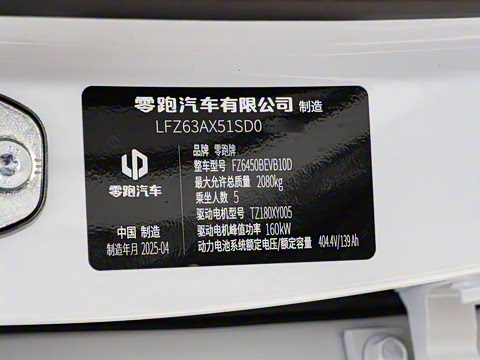 零跑汽车有限公司 制造
LFZ63AX51SD0
品牌 零跑牌
整车型号 FZ6450BEVB10D
最大允许总质量 2080kg
乘坐人数 5
驱动电机型号 TZ180XY005
驱动电机峰值功率 160kW
动力电池系统额定电压/额定容量 404.4V/139Ah
零跑汽车
中国 制造
制造年月 2025-04